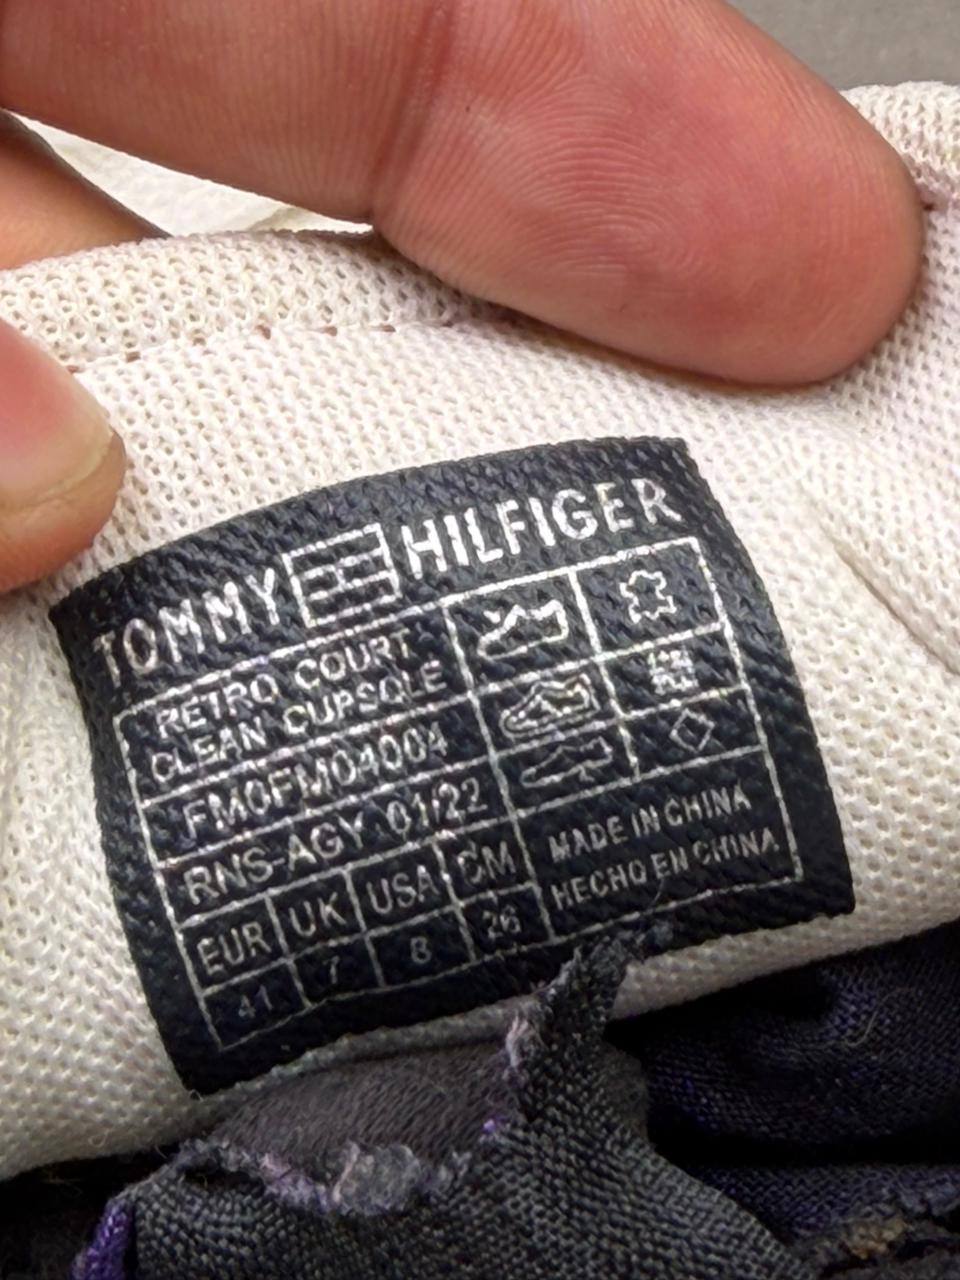 TOMMY HILFIGER
RETRO COURT
CLEAN CUPSOLE
FM0FM04004
RNS-AGY 01/22
EUR UK USA CM
41 7 8 26
MADE IN CHINA
HECHO EN CHINA